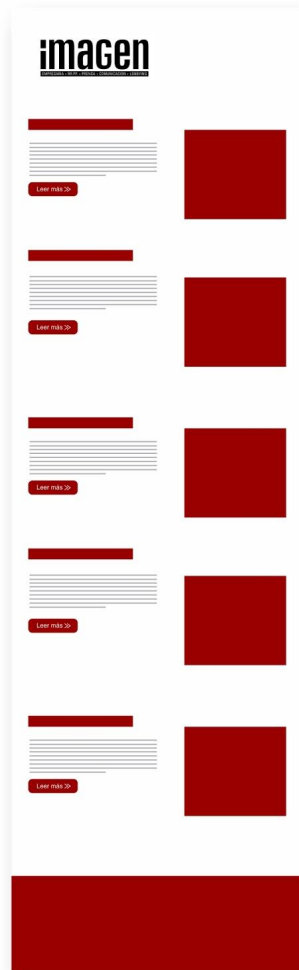 imagen
EMPRESARIA • RR.PP. • PRENSA • COMUNICACIÓN • LOBBYING
Leer más
Leer más
Leer más
Leer más
Leer más